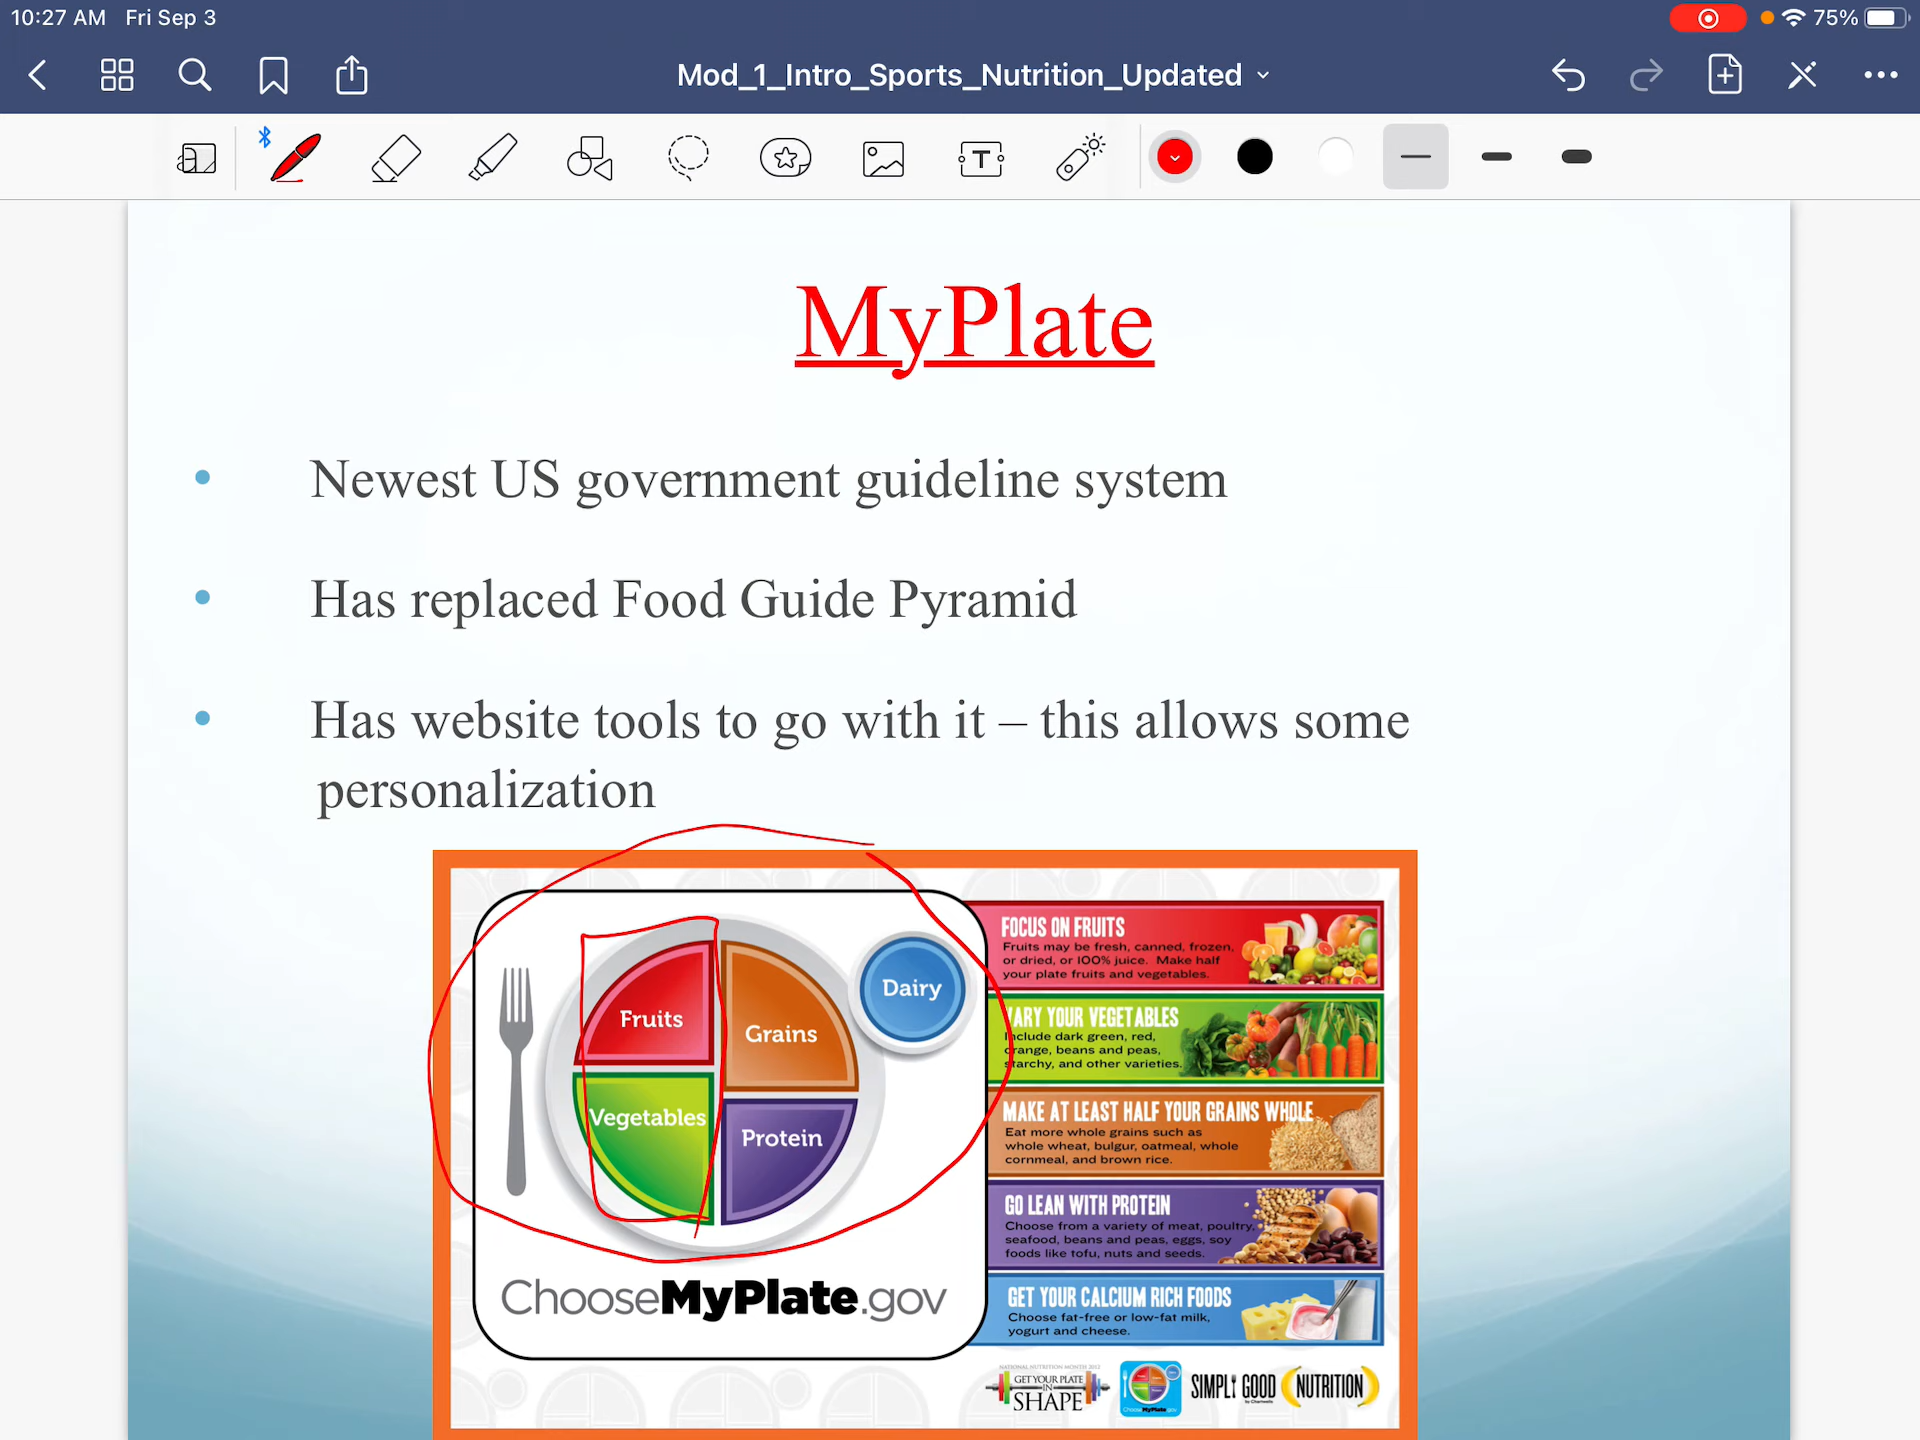 10:27 AM Fri Sep 3
75%
Mod_1_Intro_Sports_Nutrition_Updated
T
MyPlate
• Newest US government guideline system
• Has replaced Food Guide Pyramid
• Has website tools to go with it – this allows some
personalization
Fruits
Grains
Dairy
Vegetables
Protein
ChooseMyPlate.gov
FOCUS ON FRUITS
Fruits may be fresh, canned, frozen,
or dried, or 100% juice. Make half
your plate fruits and vegetables.
VARY YOUR VEGETABLES
Include dark green, red,
orange, beans and peas,
starchy, and other varieties.
MAKE AT LEAST HALF YOUR GRAINS WHOLE
Eat more whole grains such as
whole wheat, bulgur, oatmeal, whole
cornmeal, and brown rice.
GO LEAN WITH PROTEIN
Choose from a variety of meat, poultry,
seafood, beans and peas, eggs, soy
foods like tofu, nuts and seeds.
GET YOUR CALCIUM RICH FOODS
Choose fat-free or low-fat milk,
yogurt and cheese.
NATIONAL NUTRITION MONTH 2012
GET YOUR PLATE
IN
SHAPE
SIMPLY GOOD NUTRITION